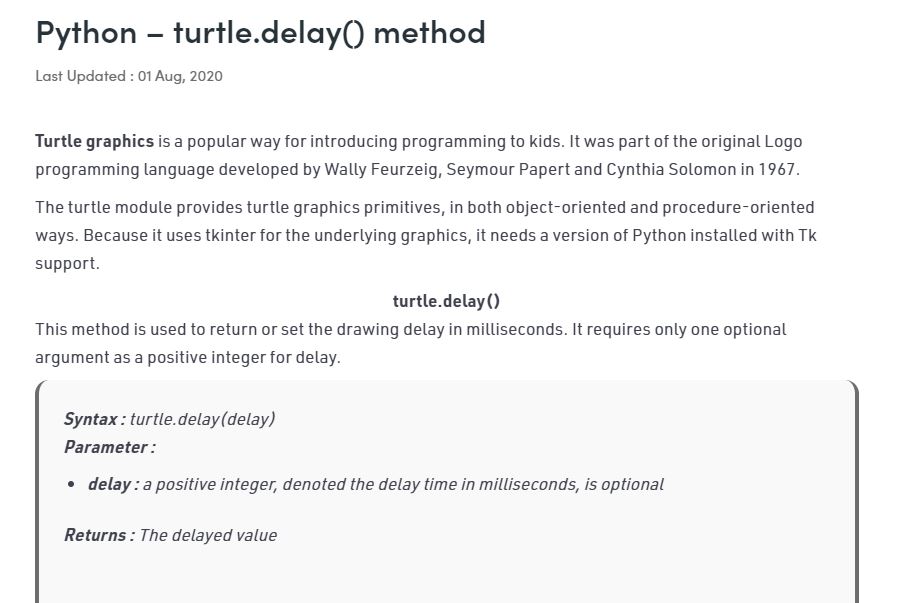 Python – turtle.delay() method
Last Updated : 01 Aug, 2020
Turtle graphics is a popular way for introducing programming to kids. It was part of the original Logo
programming language developed by Wally Feurzeig, Seymour Papert and Cynthia Solomon in 1967.
The turtle module provides turtle graphics primitives, in both object-oriented and procedure-oriented
ways. Because it uses tkinter for the underlying graphics, it needs a version of Python installed with Tk
support.
turtle.delay()
This method is used to return or set the drawing delay in milliseconds. It requires only one optional
argument as a positive integer for delay.
Syntax : turtle.delay(delay)
Parameter :
• delay : a positive integer, denoted the delay time in milliseconds, is optional
Returns : The delayed value